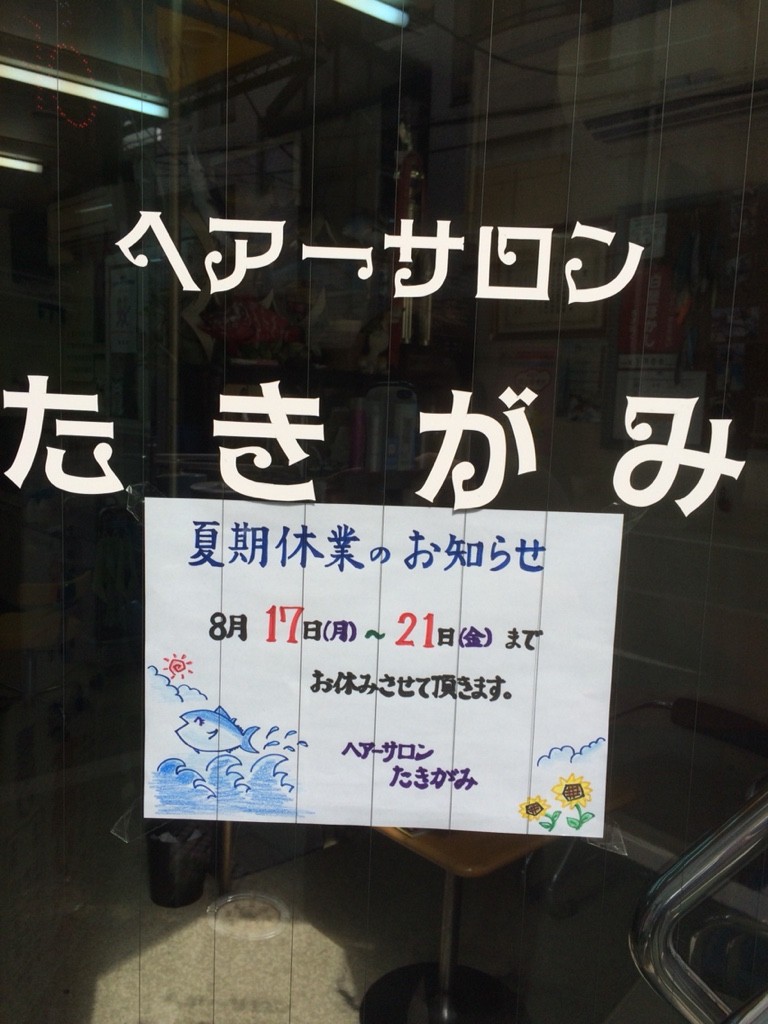 ヘアーサロン
たきがみ
夏期休業のお知らせ
8月 17日(月) ~ 21日(金) まで
お休みさせて頂きます。
ヘアーサロン
たきがみ